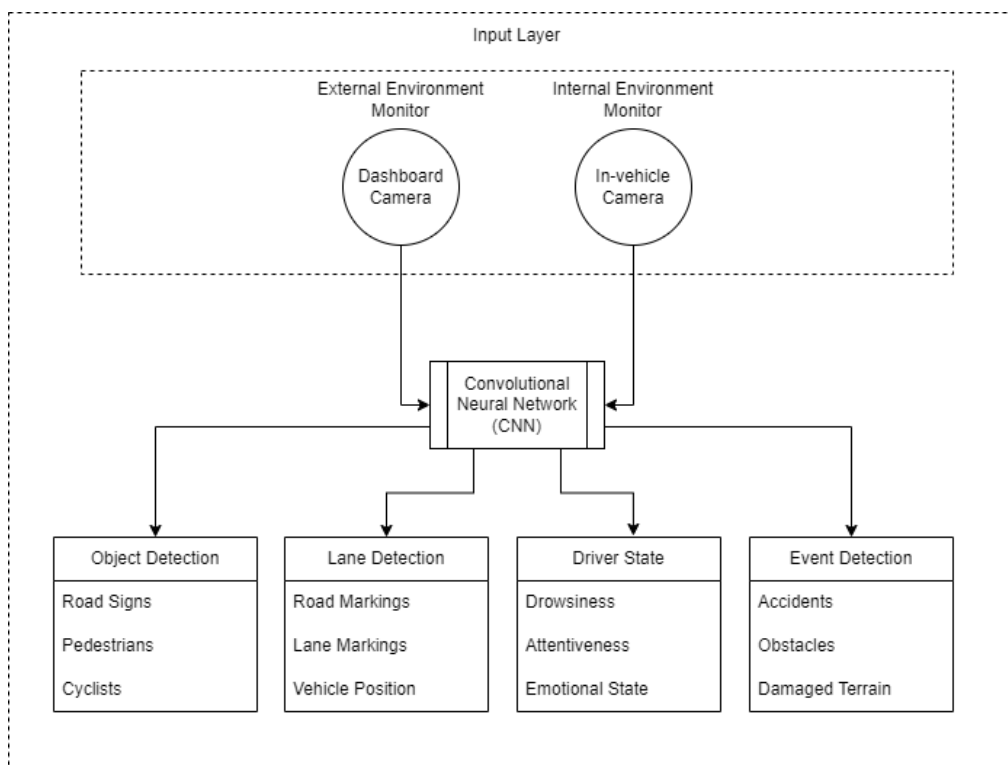 Input Layer
External Environment
Monitor
Internal Environment
Monitor
Dashboard
Camera
In-vehicle
Camera
Convolutional
Neural Network
(CNN)
Object Detection
Road Signs
Pedestrians
Cyclists
Lane Detection
Road Markings
Lane Markings
Vehicle Position
Driver State
Drowsiness
Attentiveness
Emotional State
Event Detection
Accidents
Obstacles
Damaged Terrain